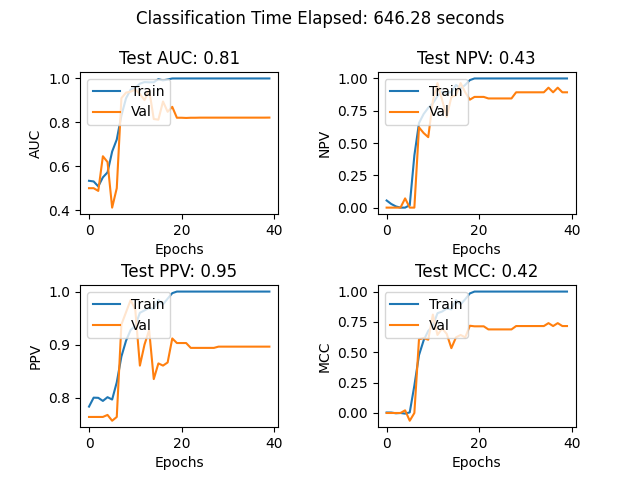 Classification Time Elapsed: 646.28 seconds
Test AUC: 0.81
1.0
0.8
0.6
0.4
AUC
Train
Val
0
20
40
Epochs
Test NPV: 0.43
1.00
0.75
0.50
0.25
0.00
NPV
Train
Val
0
20
40
Epochs
Test PPV: 0.95
1.0
0.9
0.8
PPV
Train
Val
0
20
40
Epochs
Test MCC: 0.42
1.00
0.75
0.50
0.25
0.00
MCC
Train
Val
0
20
40
Epochs